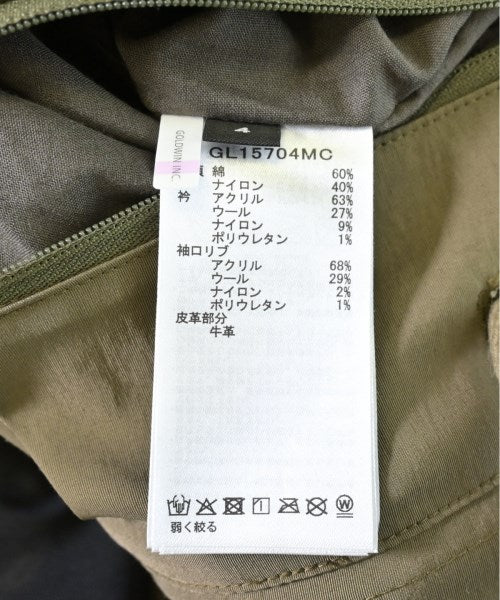 4
GOLDWIN INC.
GL15704MC
綿 60%
ナイロン 40%
衿 アクリル 63%
ウール 27%
ナイロン 9%
ポリウレタン 1%
袖口リブ
アクリル 68%
ウール 29%
ナイロン 2%
ポリウレタン 1%
皮革部分
牛革
弱く絞る